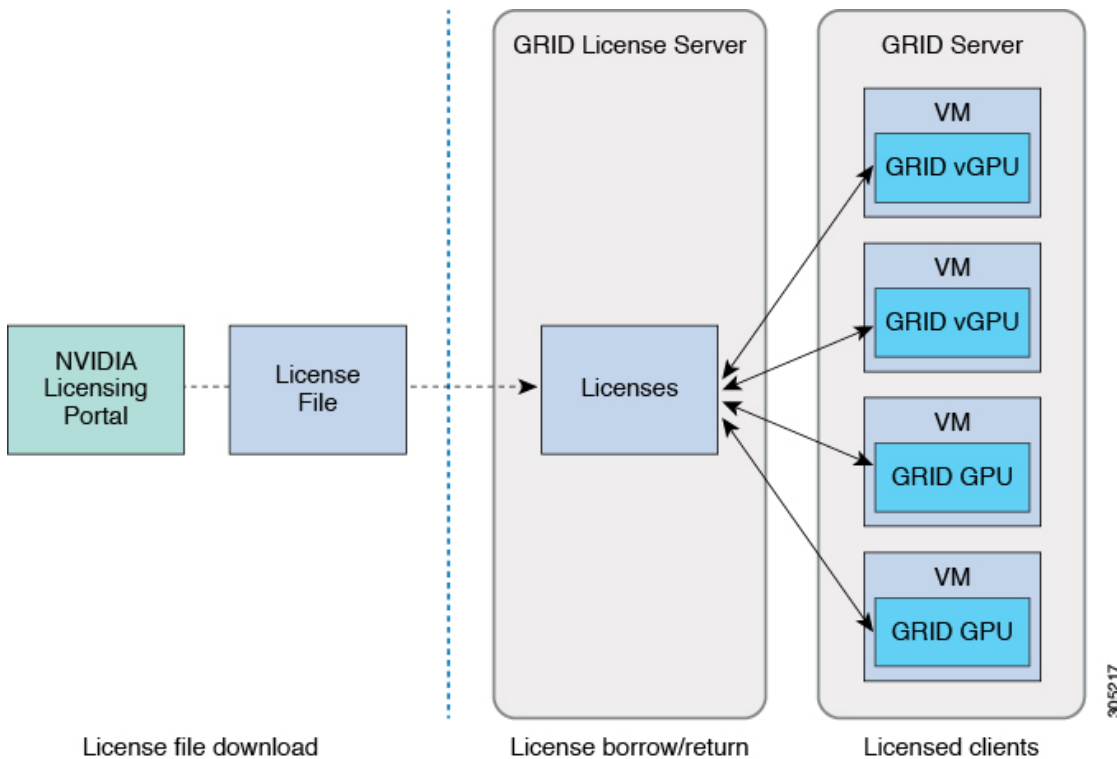 GRID License Server
GRID Server
VM
GRID vGPU
VM
GRID vGPU
NVIDIA
Licensing
Portal
License
File
Licenses
VM
GRID GPU
VM
GRID GPU
305217
License file download
License borrow/return
Licensed clients